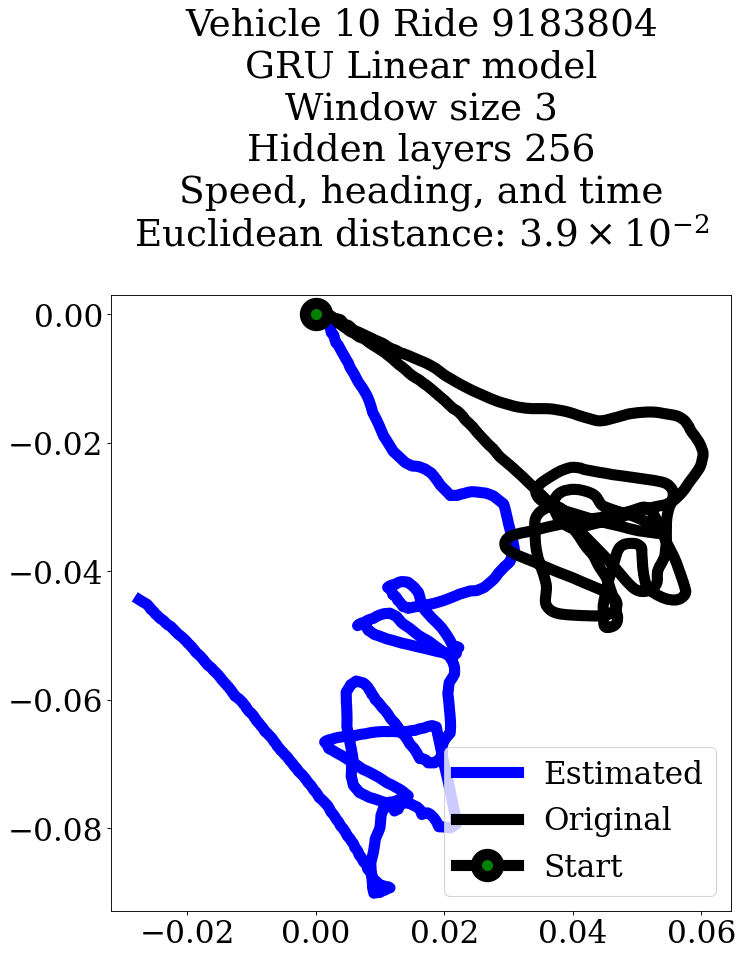 Vehicle 10 Ride 9183804
GRU Linear model
Window size 3
Hidden layers 256
Speed, heading, and time
Euclidean distance: 3.9 × 10⁻²
0.00
−0.02
−0.04
−0.06
−0.08
Estimated
Original
Start
−0.02 0.00 0.02 0.04 0.06